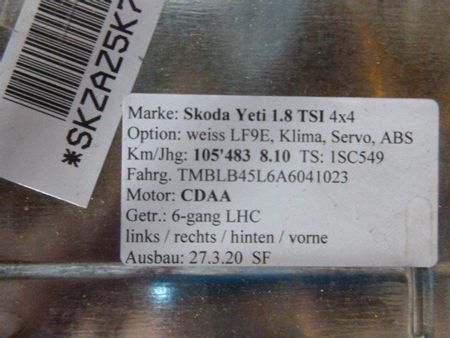 *SKZAZ5K7
Marke: Skoda Yeti 1.8 TSI 4x4
Option: weiss LF9E, Klima, Servo, ABS
Km/Jhg: 105'483 8.10 TS: 1SC549
Fahrg. TMBLB45L6A6041023
Motor: CDAA
Getr.: 6-gang LHC
links / rechts / hinten / vorne
Ausbau: 27.3.20 SF